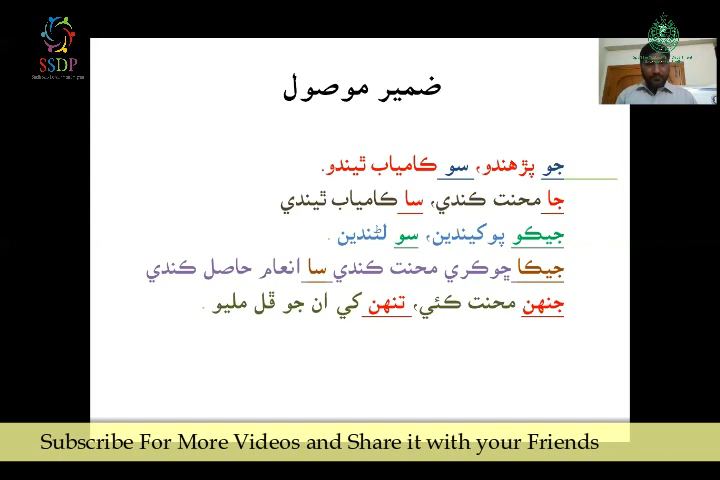 SSDP
ضمير موصول
جو پڙهندو، سو ڪامياب ٿيندو.
جا محنت ڪندي، سا ڪامياب ٿيندي
جيڪو پوکيندين، سو لڻندين .
جيڪا ڇوڪري محنت ڪندي سا انعام حاصل ڪندي
جنهن محنت ڪئي، تنهن کي ان جو ڦل مليو .
Subscribe For More Videos and Share it with your Friends